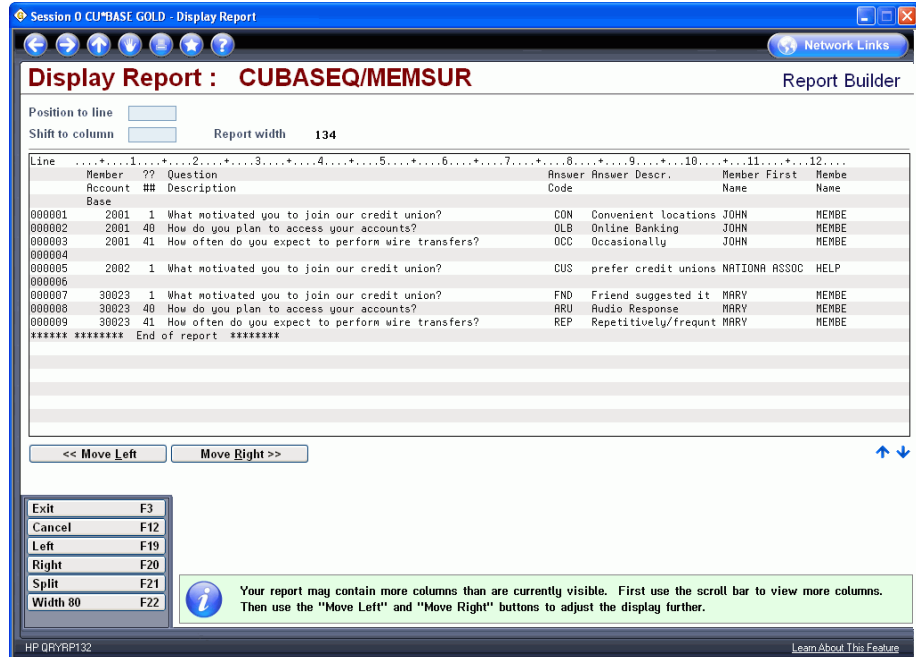 Session 0 CU*BASE GOLD - Display Report
Network Links
Display Report : CUBASEQ/MEMSUR
Report Builder
Position to line
Shift to column Report width 134
Line ....+....1....+....2....+....3....+....4....+....5....+....6....+....7....+....8....+....9....+...10....+...11....+...12....
Member ?? Question Answer Answer Descr. Member First Membe
Account ## Description Code Name Name
Base
000001 2001 1 What motivated you to join our credit union? CON Convenient locations JOHN MEMBE
000002 2001 40 How do you plan to access your accounts? OLB Online Banking JOHN MEMBE
000003 2001 41 How often do you expect to perform wire transfers? OCC Occasionally JOHN MEMBE
000004
000005 2002 1 What motivated you to join our credit union? CUS prefer credit unions NATIONA ASSOC HELP
000006
000007 30023 1 What motivated you to join our credit union? FND Friend suggested it MARY MEMBE
000008 30023 40 How do you plan to access your accounts? ARU Audio Response MARY MEMBE
000009 30023 41 How often do you expect to perform wire transfers? REP Repetitively/frequnt MARY MEMBE
****** ******** End of report ********
<< Move Left Move Right >>
Exit F3
Cancel F12
Left F19
Right F20
Split F21
Width 80 F22
Your report may contain more columns than are currently visible. First use the scroll bar to view more columns.
Then use the "Move Left" and "Move Right" buttons to adjust the display further.
HP QRYRP132
Learn About This Feature